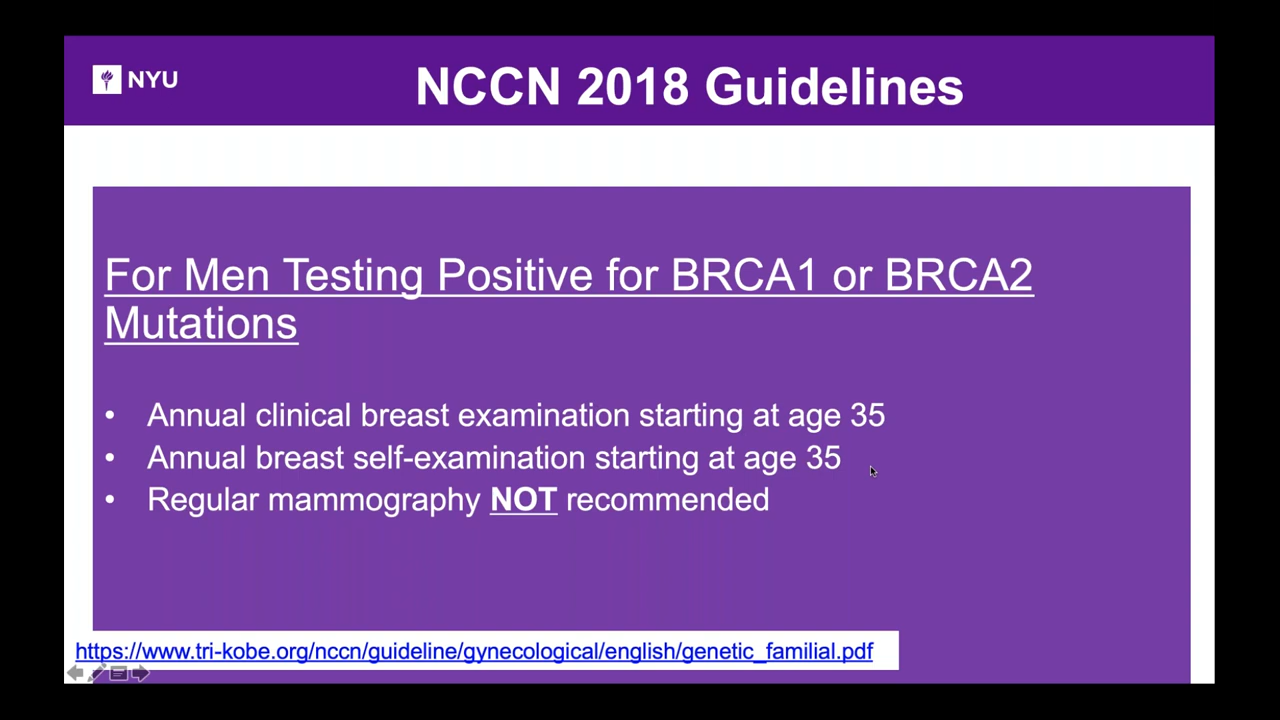 NYU
NCCN 2018 Guidelines
For Men Testing Positive for BRCA1 or BRCA2
Mutations
• Annual clinical breast examination starting at age 35
• Annual breast self-examination starting at age 35
• Regular mammography NOT recommended
https://www.tri-kobe.org/nccn/guideline/gynecological/english/genetic_familial.pdf